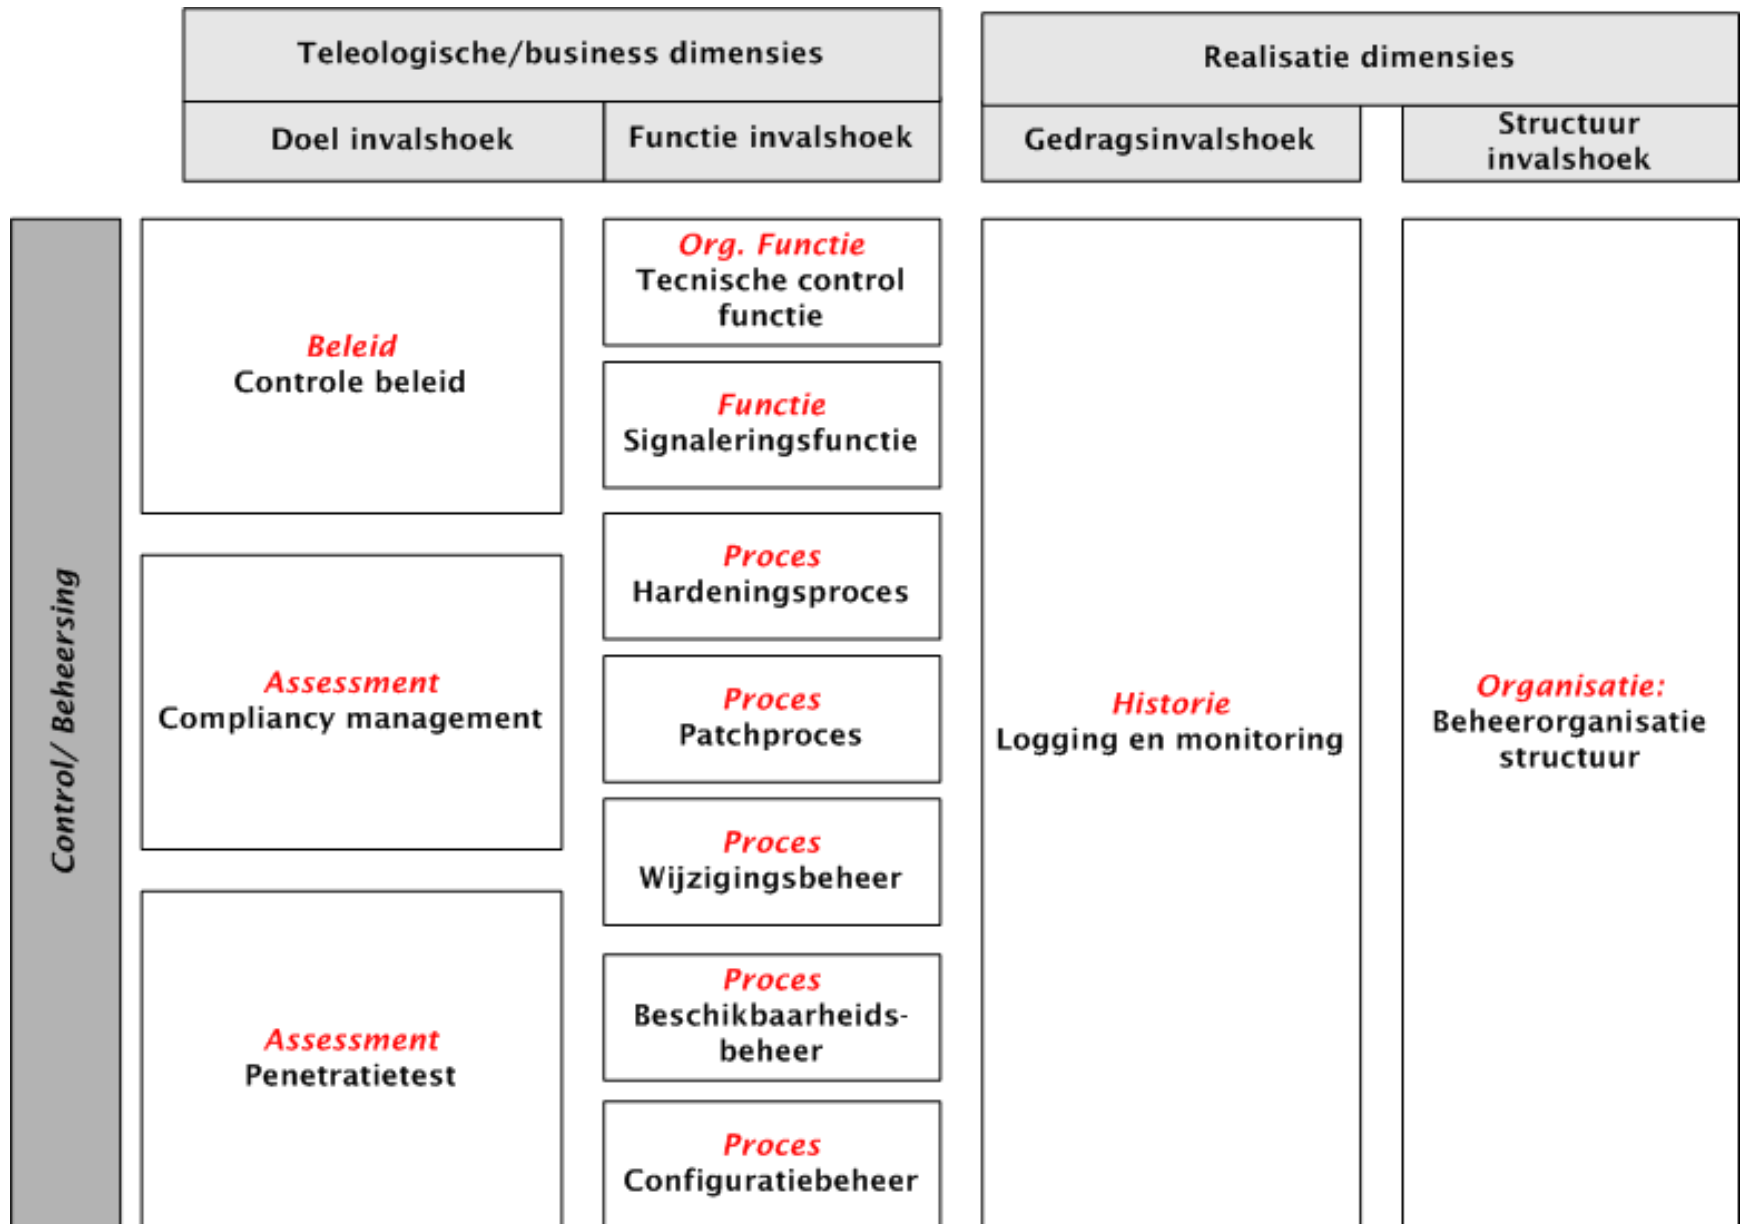 Teleologische/business dimensies
Realisatie dimensies
Doel invalshoek
Functie invalshoek
Gedragsinvalshoek
Structuur
invalshoek
Control/ Beheersing
Beleid
Controle beleid
Assessment
Compliancy management
Assessment
Penetratietest
Org. Functie
Tecnische control
functie
Functie
Signaleringsfunctie
Proces
Hardeningsproces
Proces
Patchproces
Proces
Wijzigingsbeheer
Proces
Beschikbaarheids-
beheer
Proces
Configuratiebeheer
Historie
Logging en monitoring
Organisatie:
Beheerorganisatie
structuur